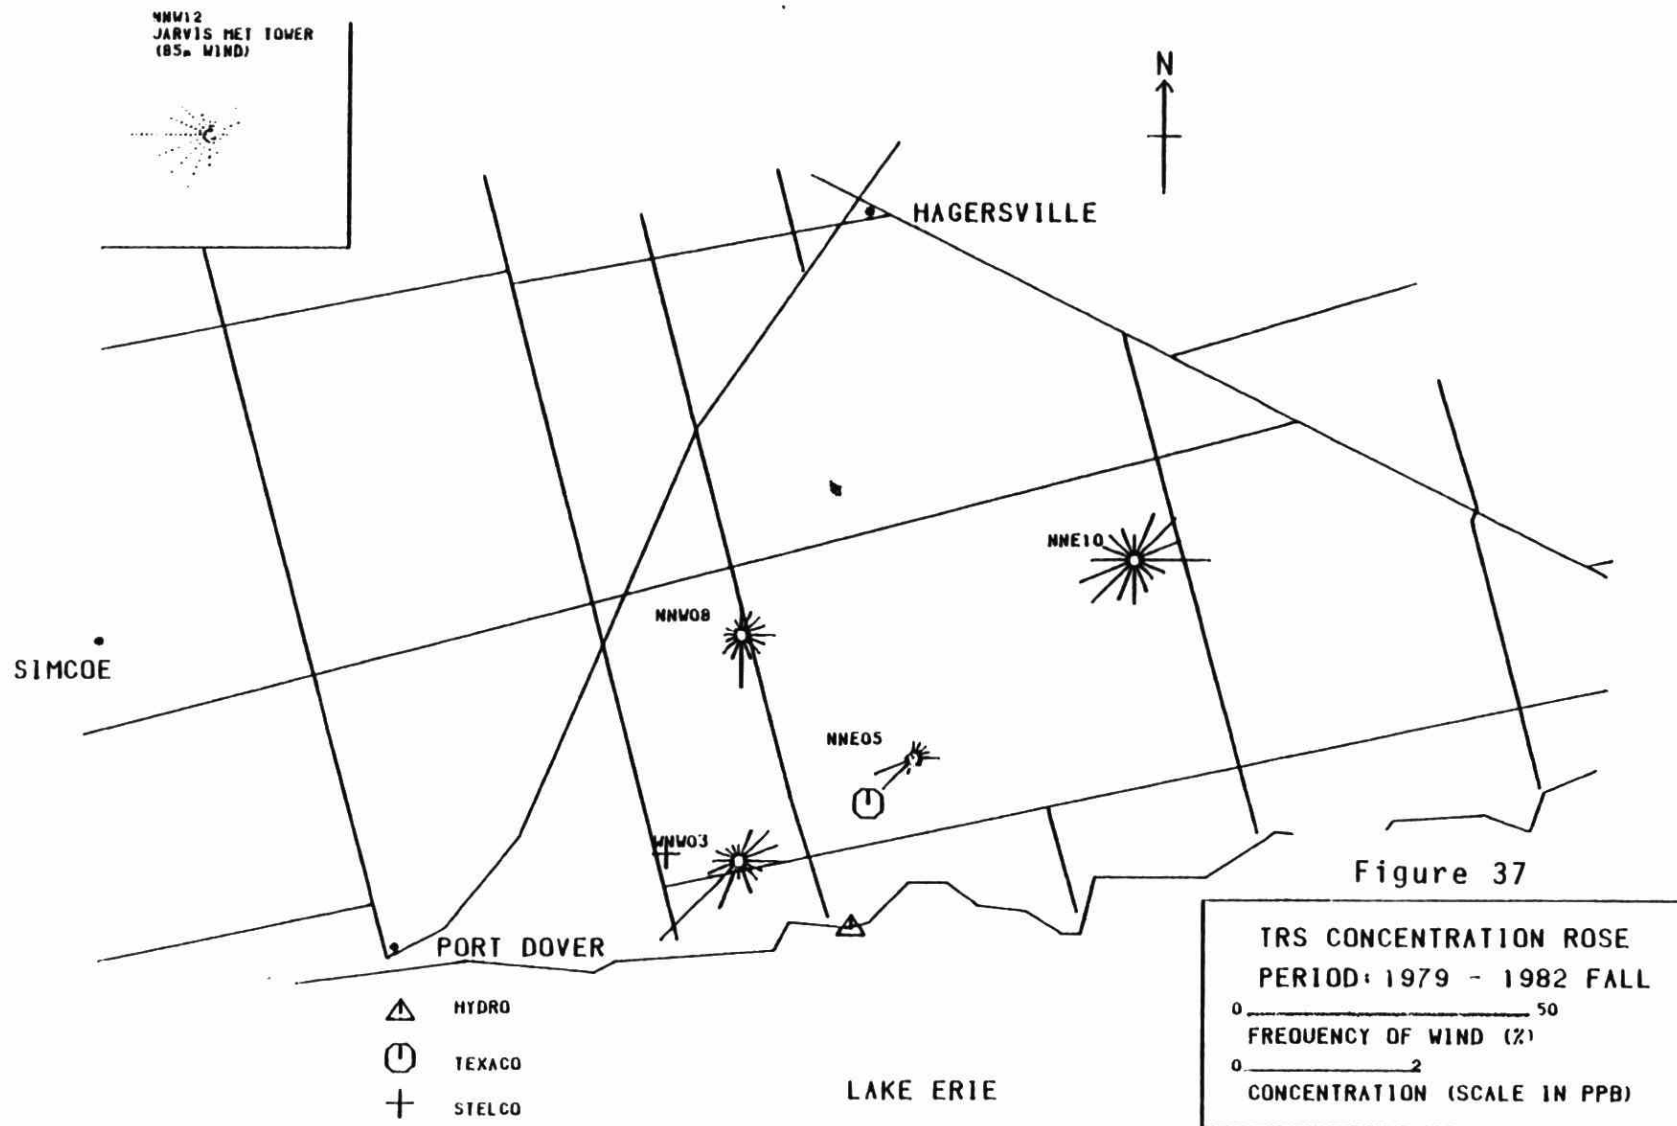 NNW12
JARVIS MET TOWER
(85m WIND)
N
HAGERSVILLE
NNE10
NNW08
SIMCOE
NNE05
WNW03
PORT DOVER
Figure 37
TRS CONCENTRATION ROSE
PERIOD: 1979 - 1982 FALL
0 50
FREQUENCY OF WIND (%)
0 2
CONCENTRATION (SCALE IN PPB)
HYDRO
TEXACO
STELCO
LAKE ERIE